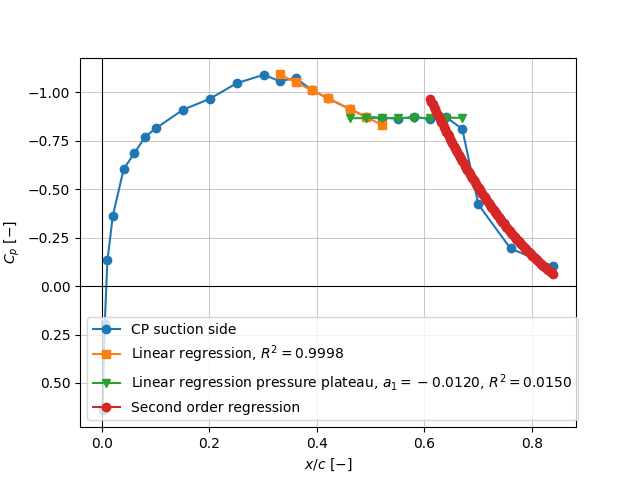 −1.00
−0.75
−0.50
−0.25
0.00
0.25
0.50
C_p [−]
CP suction side
Linear regression, R² = 0.9998
Linear regression pressure plateau, a₁ = −0.0120, R² = 0.0150
Second order regression
0.0 0.2 0.4 0.6 0.8
x/c [−]